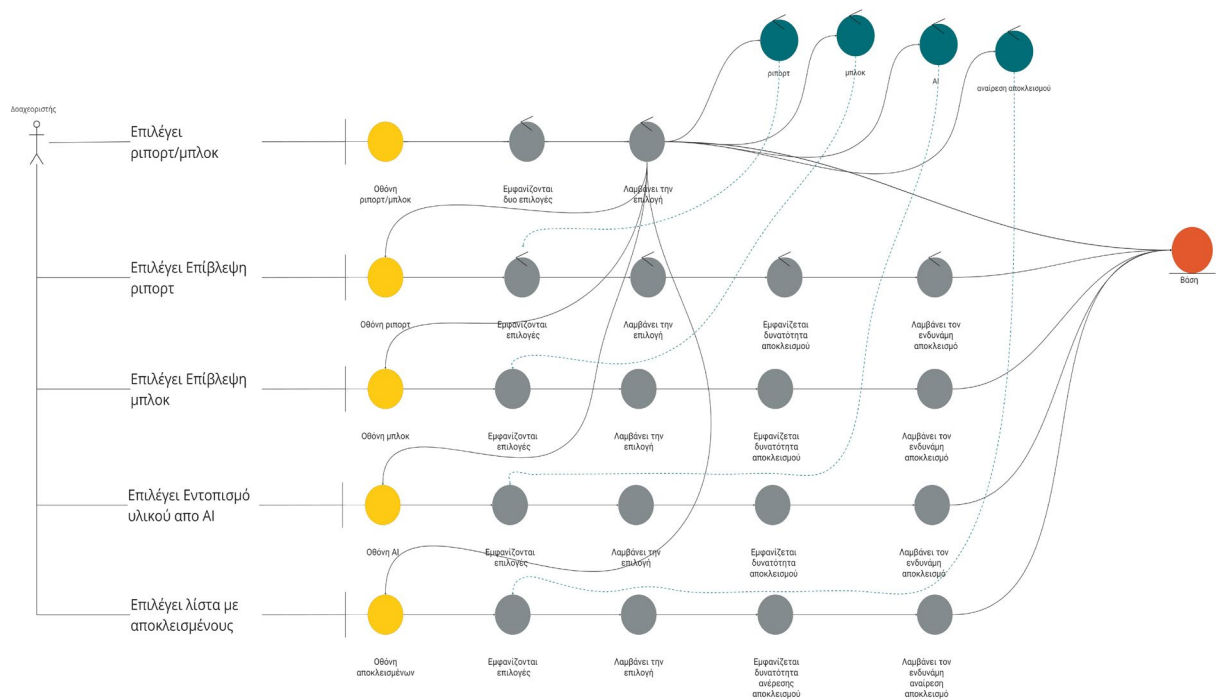 ριπορτ
μπλοκ
AI
αναίρεση αποκλεισμού
Δοαχεοριστής
Επιλέγει
ριπορτ/μπλοκ
Οθόνη
ριπορτ/μπλοκ
Εμφανίζονται
δυο επιλογές
Λαμβάνει την
επιλογή
Βάση
Επιλέγει Επίβλεψη
ριπορτ
Οθόνη ριπορτ
Εμφανίζονται
επιλογές
Λαμβάνει την
επιλογή
Εμφανίζεται
δυνατότητα
αποκλεισμού
Λαμβάνει τον
ενδυνάμη
αποκλεισμό
Επιλέγει Επίβλεψη
μπλοκ
Οθόνη μπλοκ
Εμφανίζονται
επιλογές
Λαμβάνει την
επιλογή
Εμφανίζεται
δυνατότητα
αποκλεισμού
Λαμβάνει τον
ενδυνάμη
αποκλεισμό
Επιλέγει Εντοπισμό
υλικού απο AI
Οθόνη AI
Εμφανίζονται
επιλογές
Λαμβάνει την
επιλογή
Εμφανίζεται
δυνατότητα
αποκλεισμού
Λαμβάνει τον
ενδυνάμη
αποκλεισμό
Επιλέγει λίστα με
αποκλεισμένους
Οθόνη
αποκλεισμένων
Εμφανίζονται
επιλογές
Λαμβάνει την
επιλογή
Εμφανίζεται
δυνατότητα
ανέρεσης
αποκλεισμού
Λαμβάνει τον
ενδυνάμη
αναίρεση
αποκλεισμό